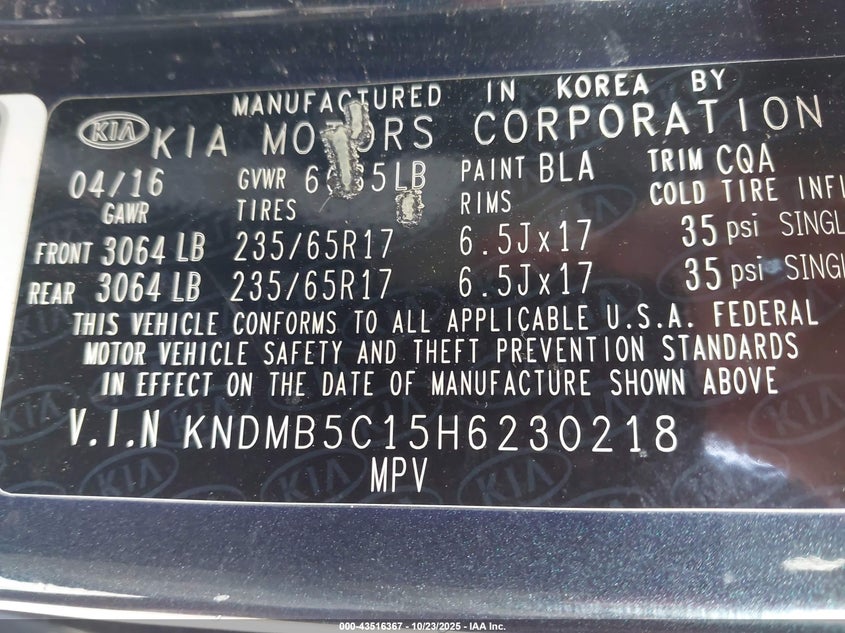 MANUFACTURED IN KOREA BY
KIA KIA MOTORS CORPORATION
04/16 GVWR PAINT BLA TRIM CQA
GAWR TIRES RIMS COLD TIRE INFL
FRONT 3064 LB 235/65R17 6.5Jx17 35 psi SINGL
REAR 3064 LB 235/65R17 6.5Jx17 35 psi SING
THIS VEHICLE CONFORMS TO ALL APPLICABLE U.S.A. FEDERAL
MOTOR VEHICLE SAFETY AND THEFT PREVENTION STANDARDS
IN EFFECT ON THE DATE OF MANUFACTURE SHOWN ABOVE
V.I.N KNDMB5C15H6230218
MPV
000-43516367 - 10/23/2025 - IAA Inc.